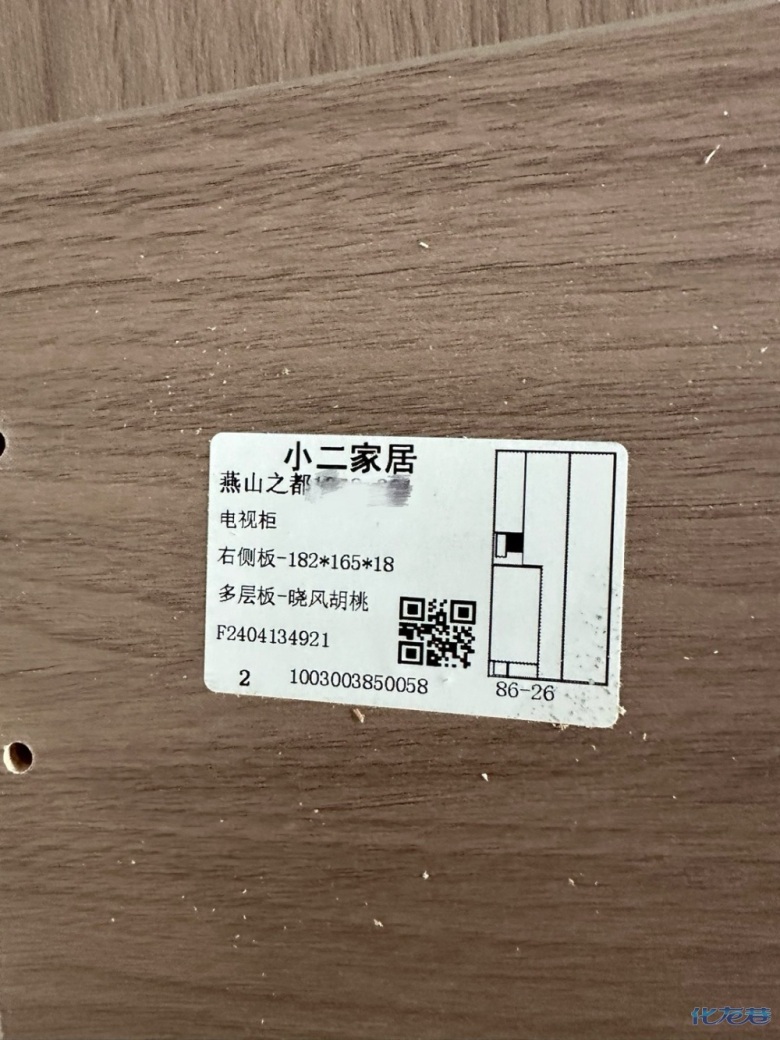 小二家居
燕山之都
电视柜
右侧板-182*165*18
多层板-晓风胡桃
F2404134921
2 1003003850058
86-26
化龙巷